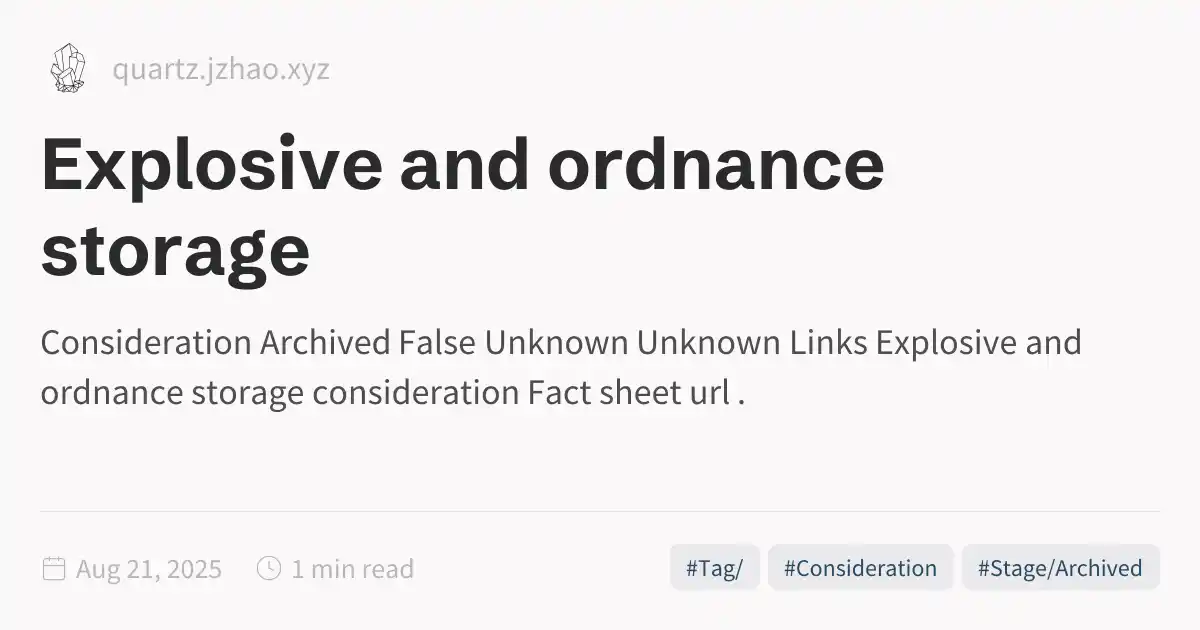 quartz.jzhao.xyz
Explosive and ordnance
storage
Consideration Archived False Unknown Unknown Links Explosive and
ordnance storage consideration Fact sheet url .
Aug 21, 2025 1 min read #Tag/ #Consideration #Stage/Archived